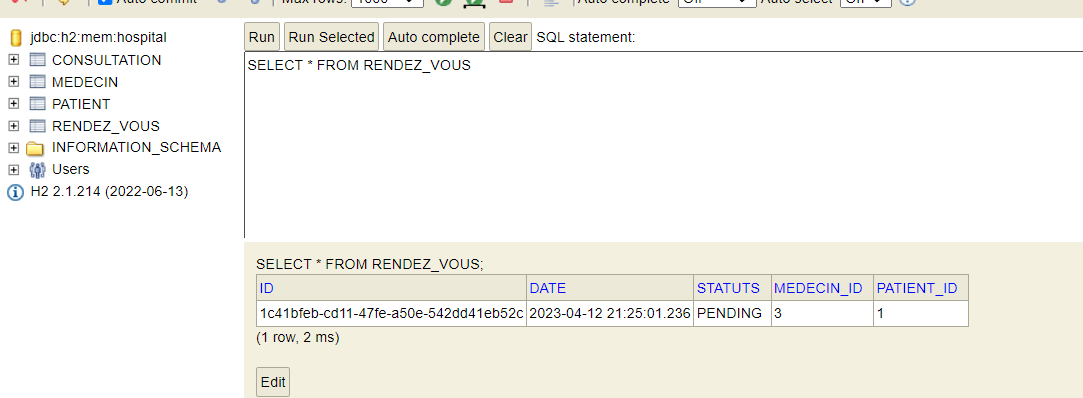 Auto commit Max rows: 1000 Auto complete Off Auto select Off
jdbc:h2:mem:hospital
CONSULTATION
MEDECIN
PATIENT
RENDEZ_VOUS
INFORMATION_SCHEMA
Users
H2 2.1.214 (2022-06-13)
Run Run Selected Auto complete Clear SQL statement:
SELECT * FROM RENDEZ_VOUS
SELECT * FROM RENDEZ_VOUS;
ID DATE STATUTS MEDECIN_ID PATIENT_ID
1c41bfeb-cd11-47fe-a50e-542dd41eb52c 2023-04-12 21:25:01.236 PENDING 3 1
(1 row, 2 ms)
Edit